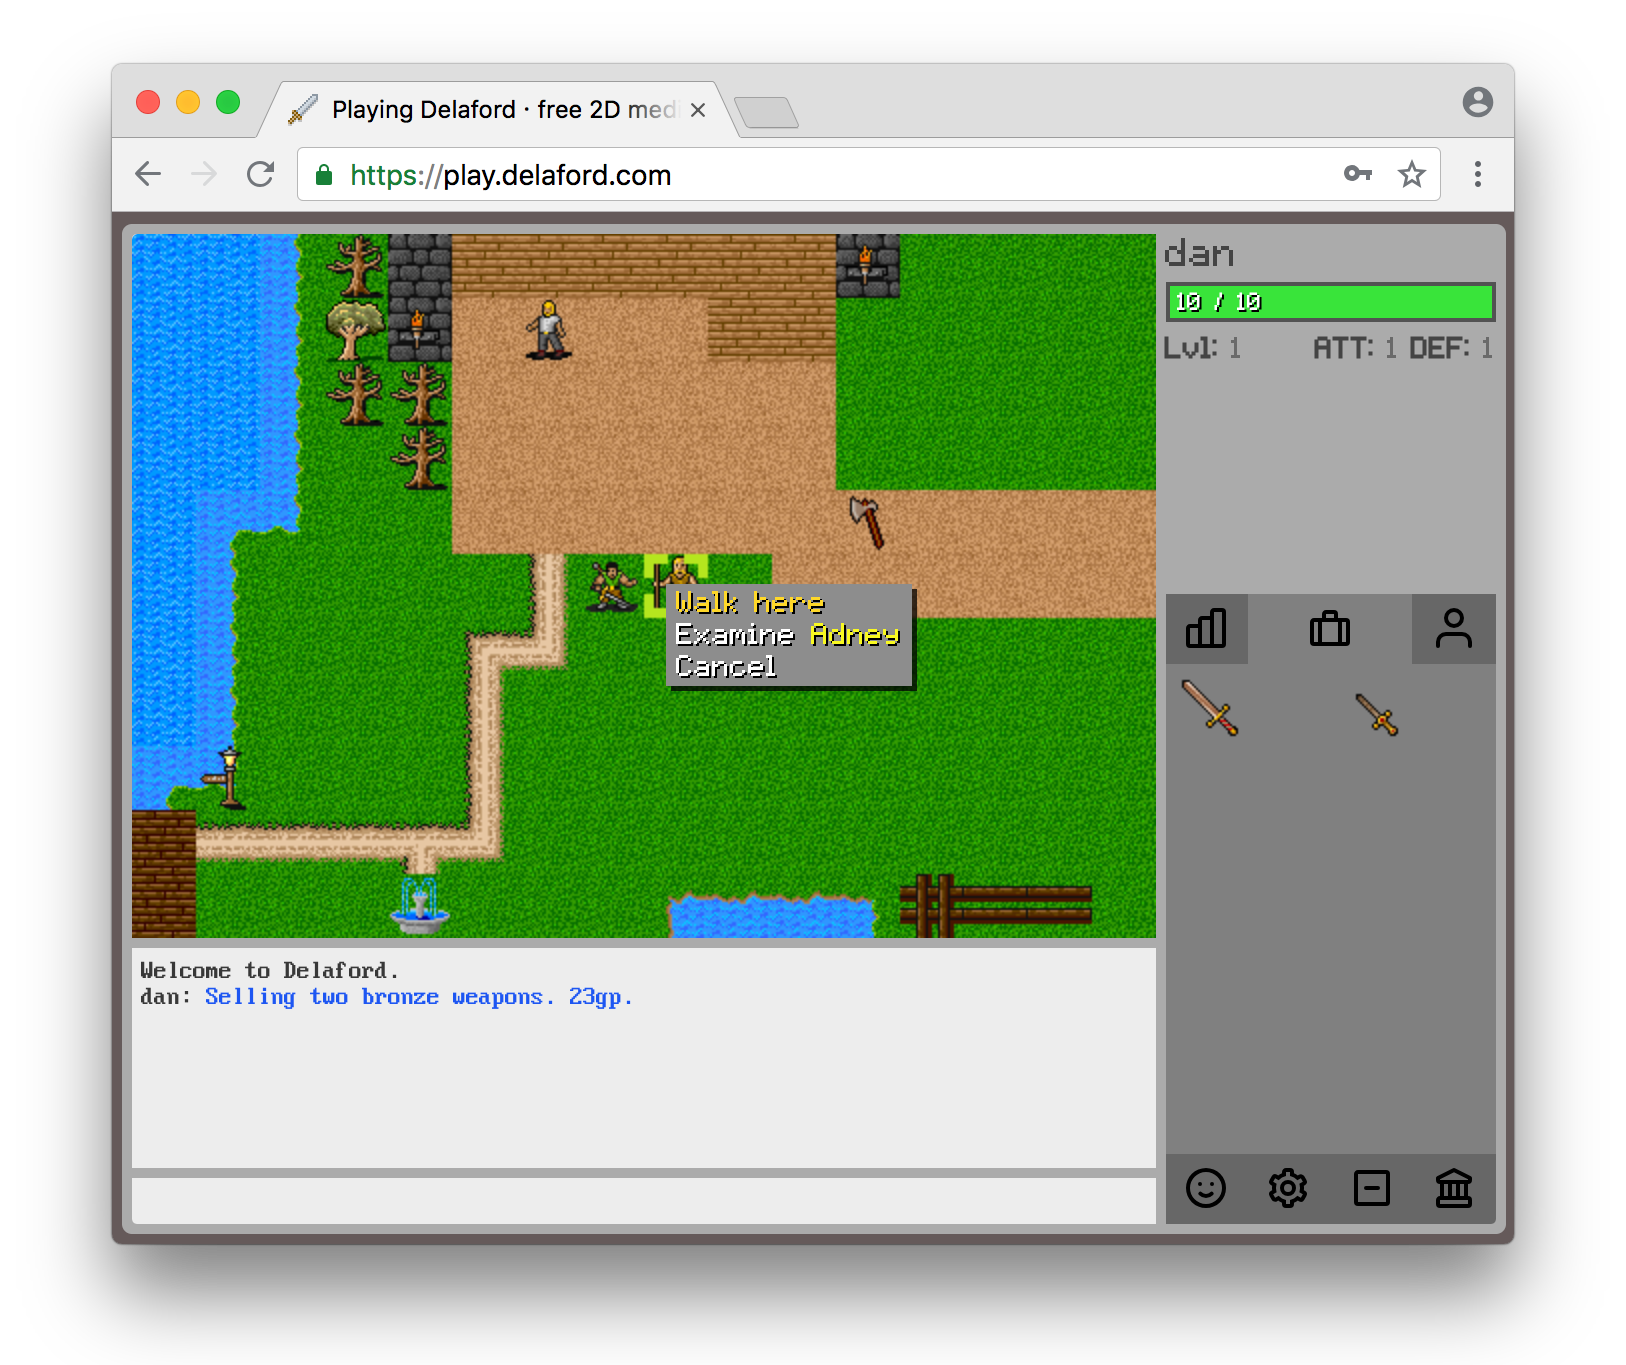 Playing Delaford · free 2D med
https://play.delaford.com
dan
10 / 10
Lvl: 1 ATT: 1 DEF: 1
Walk here
Examine Adney
Cancel
Welcome to Delaford.
dan: Selling two bronze weapons. 23gp.